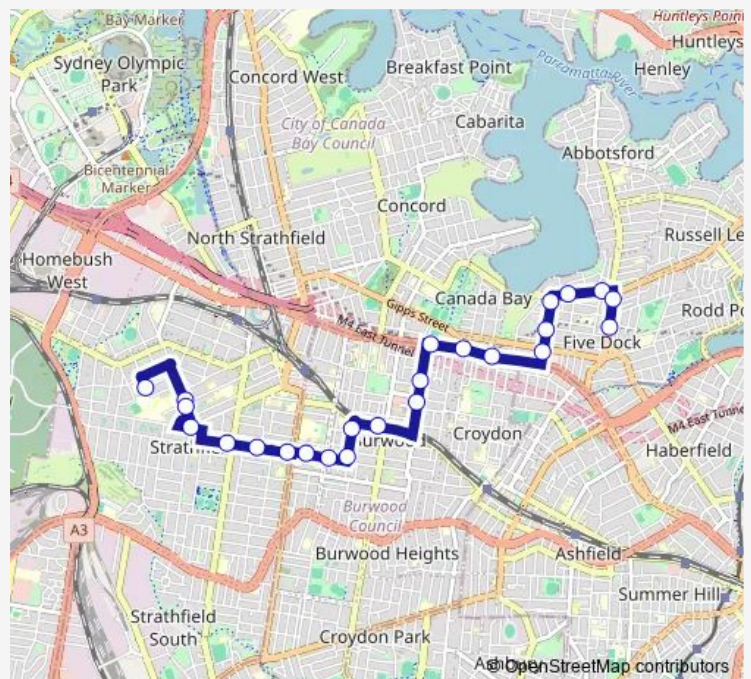 Bay Marker
Huntleys
Sydney Olympic
Park
Concord West
Breakfast Point
Parramatta River
Henley
Huntleys Point
City of Canada
Bay Council
Cabarita
Abbotsford
Bicentennial
Marker
Concord
North Strathfield
Russell Le
Homebush
West
Canada Bay
Gipps Street
M4 East Tunnel
Five Dock
Rodd Po
M4 East Tunnel
Croydon
Haberfield
Burwood
Council
A3
Burwood Heights
Ashfield
Summer Hill
Strathfield
South
Croydon Park
© OpenStreetMap contributors